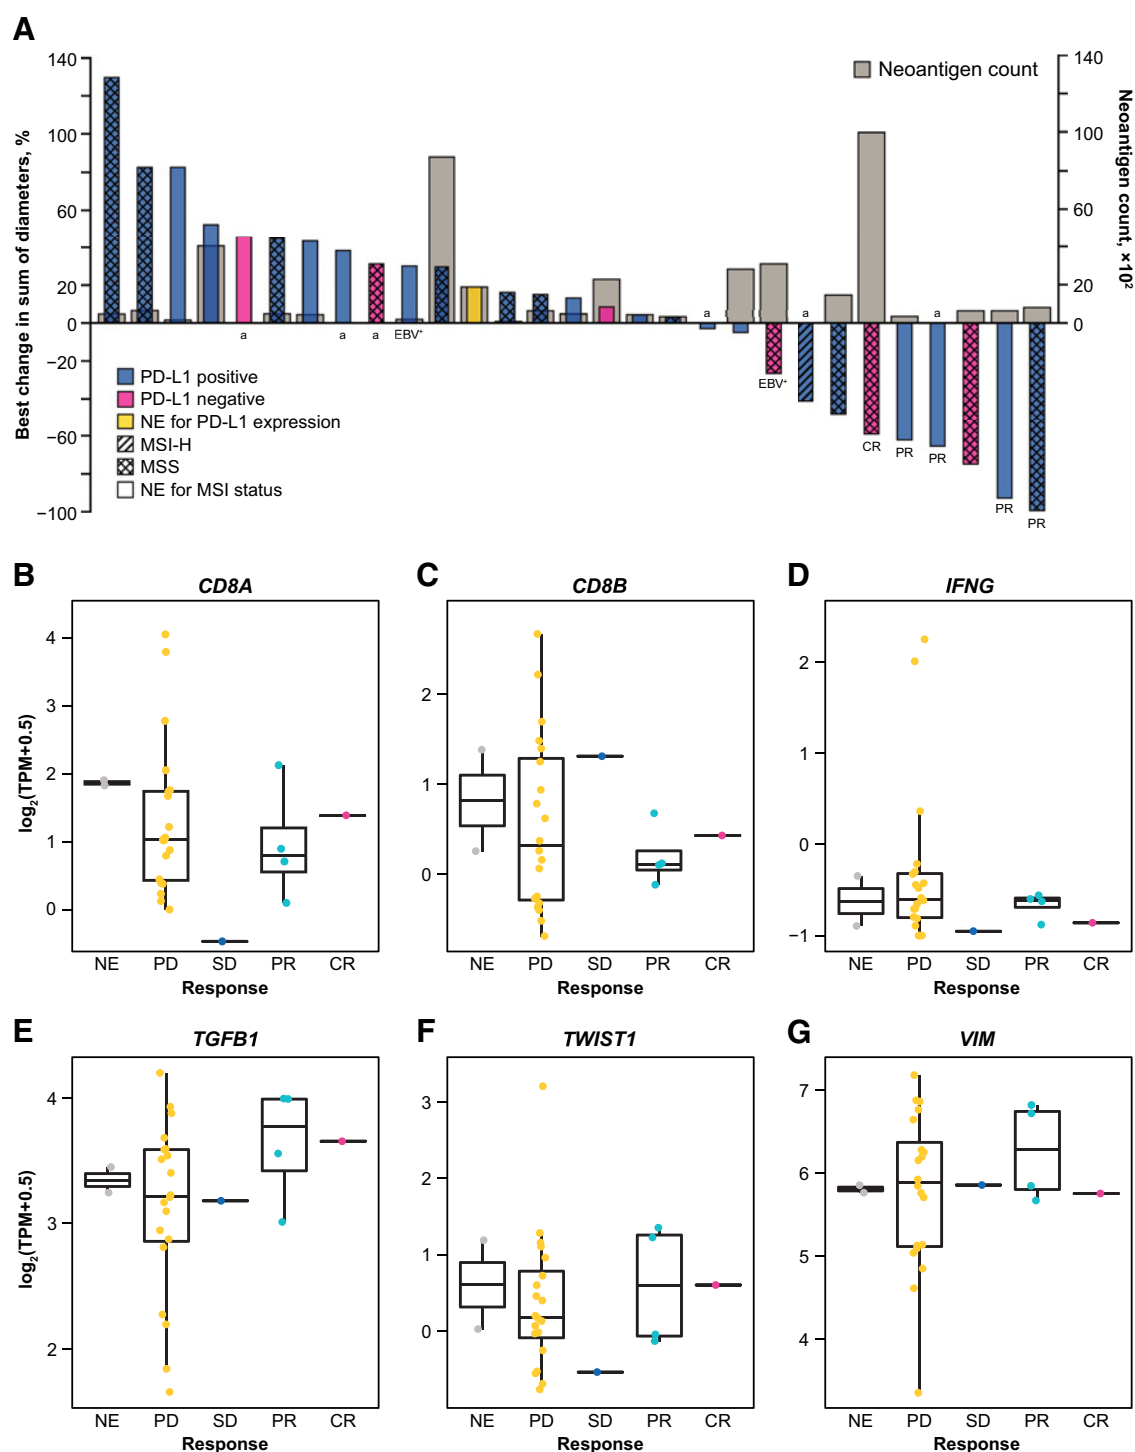 A
Best change in sum of diameters, %
140
100
60
20
0
−20
−60
−100
Neoantigen count
140
100
60
20
0
Neoantigen count, ×10²
a
a
a
EBV⁺
a
EBV⁺
a
CR
PR
a
PR
PR
PR
PD-L1 positive
PD-L1 negative
NE for PD-L1 expression
MSI-H
MSS
NE for MSI status
B
CD8A
log₂(TPM+0.5)
4
3
2
1
0
NE PD SD PR CR
Response
C
CD8B
2
1
0
NE PD SD PR CR
Response
D
IFNG
2
1
0
−1
NE PD SD PR CR
Response
E
TGFB1
log₂(TPM+0.5)
4
3
2
NE PD SD PR CR
Response
F
TWIST1
3
2
1
0
NE PD SD PR CR
Response
G
VIM
7
6
5
4
NE PD SD PR CR
Response